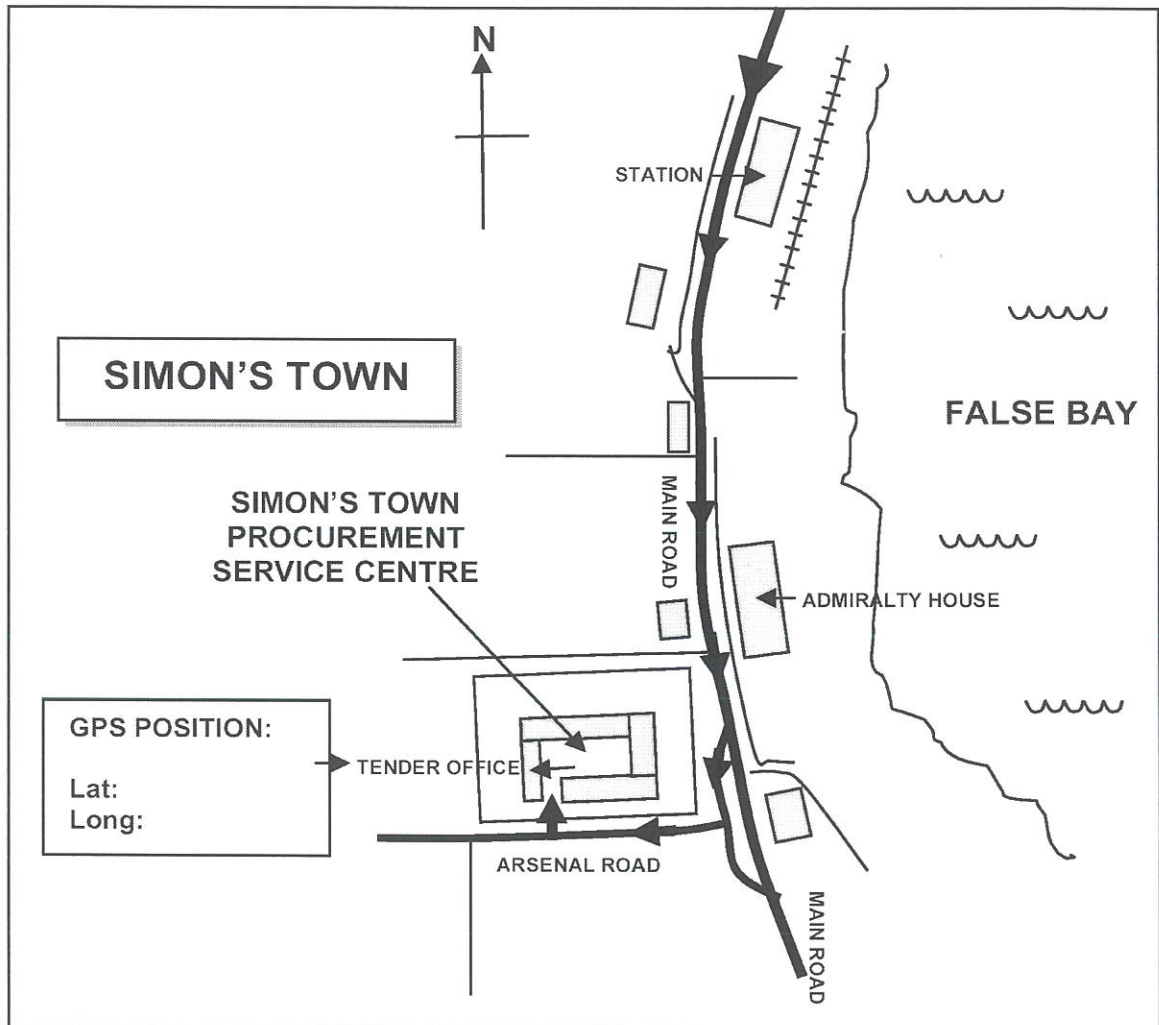 N
STATION
SIMON'S TOWN
FALSE BAY
SIMON'S TOWN
PROCUREMENT
SERVICE CENTRE
MAIN ROAD
ADMIRALTY HOUSE
GPS POSITION:
Lat:
Long:
TENDER OFFICE
ARSENAL ROAD
MAIN ROAD